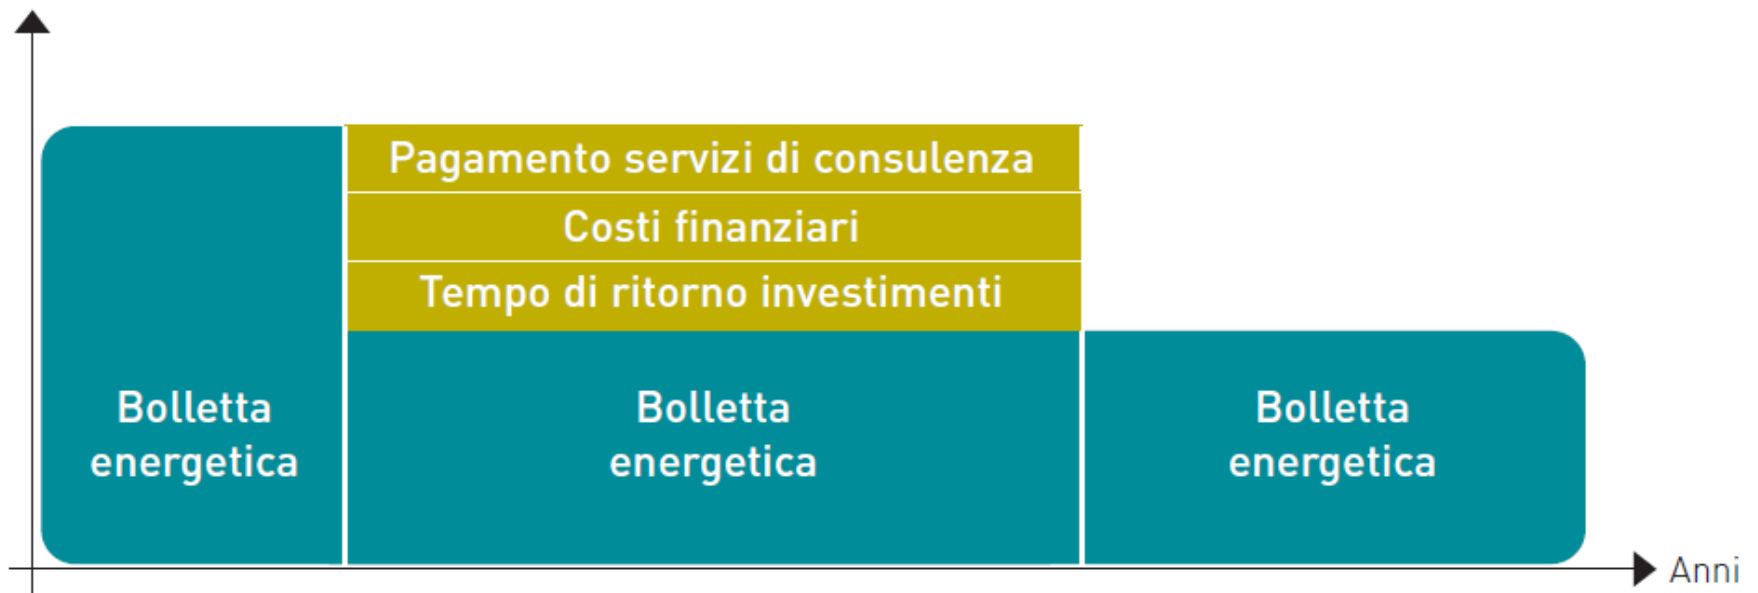 Pagamento servizi di consulenza
Costi finanziari
Tempo di ritorno investimenti
Bolletta
energetica
Bolletta
energetica
Bolletta
energetica
Anni